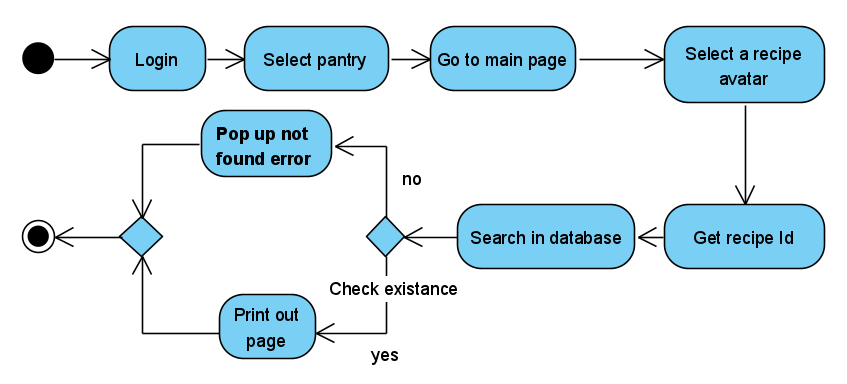 Login
Select pantry
Go to main page
Select a recipe
avatar
Pop up not
found error
no
Search in database
Get recipe Id
Check existance
Print out
page
yes